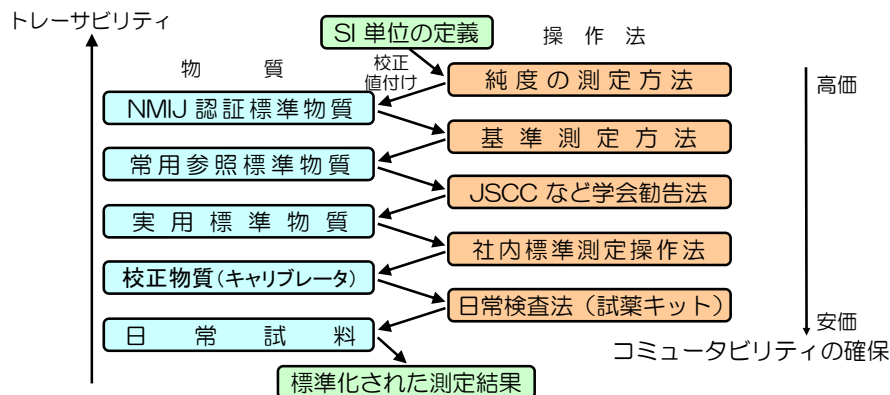 トレーサビリティ
SI 単位の定義
操作法
物質
校正
値付け
純度の測定方法
高価
NMIJ 認証標準物質
基準測定方法
常用参照標準物質
JSCC など学会勧告法
実用標準物質
社内標準測定操作法
校正物質(キャリブレータ)
日常検査法（試薬キット）
安価
日常試料
コミュータビリティの確保
標準化された測定結果